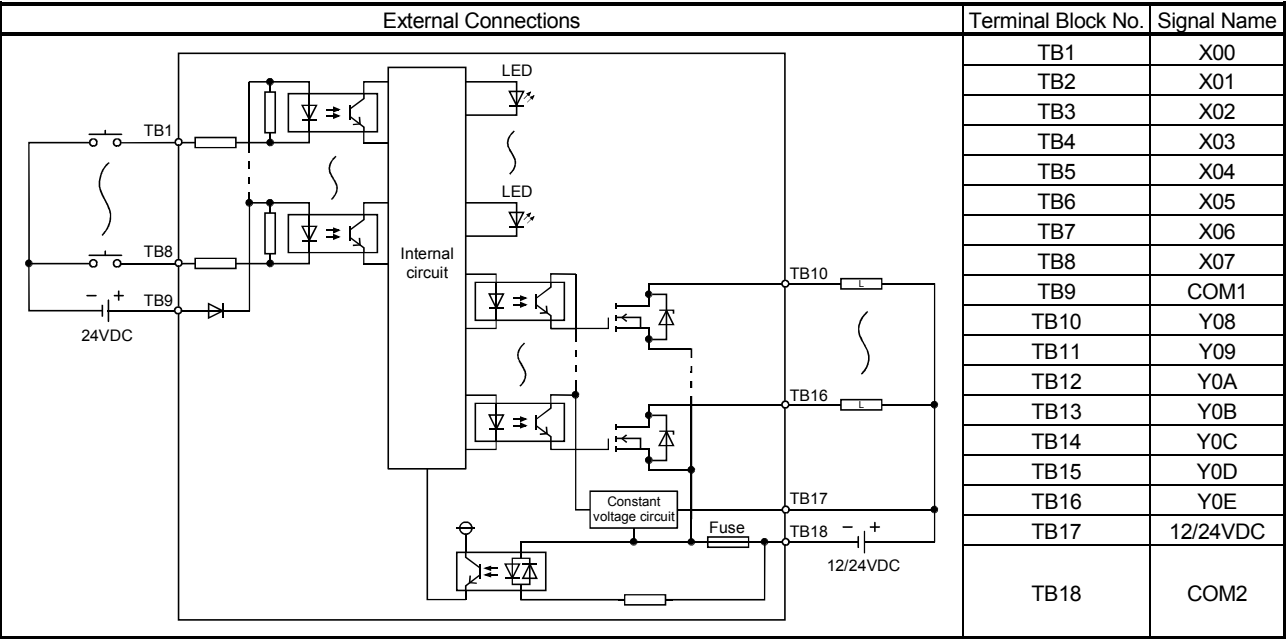 External Connections Terminal Block No. Signal Name
TB1 X00
TB2 X01
TB3 X02
TB4 X03
TB5 X04
TB6 X05
TB7 X06
TB8 X07
TB9 COM1
TB10 Y08
TB11 Y09
TB12 Y0A
TB13 Y0B
TB14 Y0C
TB15 Y0D
TB16 Y0E
TB17 12/24VDC
TB18 COM2
LED
TB1
LED
TB8
Internal
circuit
TB9
− +
24VDC
TB10
L
TB16
L
Constant
voltage circuit
TB17
Fuse
TB18
− +
12/24VDC